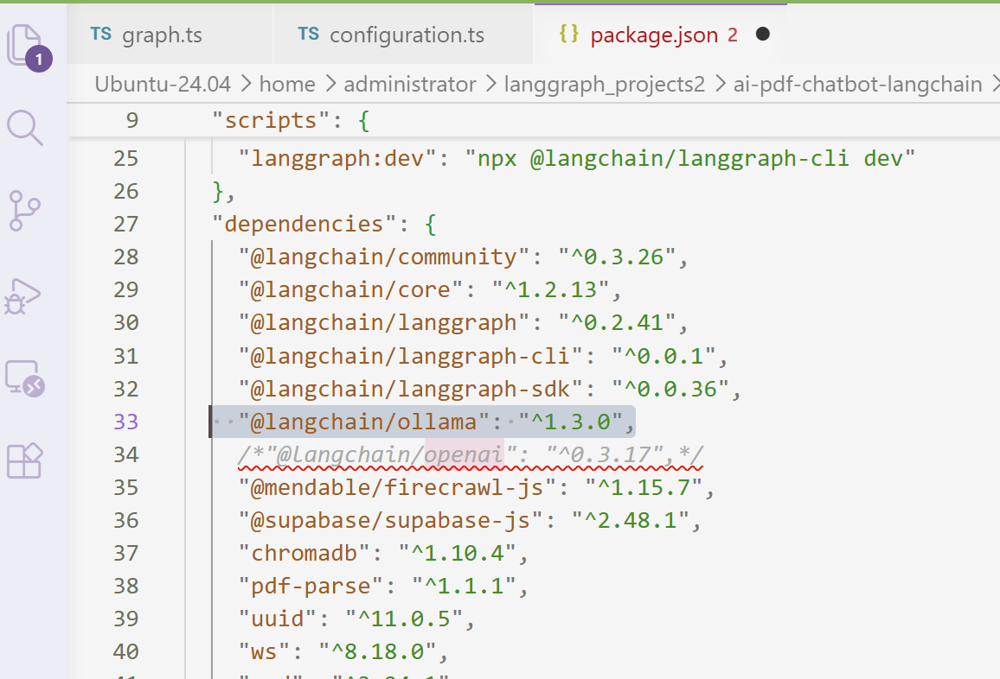 1
TS graph.ts TS configuration.ts {} package.json 2 ●
Ubuntu-24.04 > home > administrator > langgraph_projects2 > ai-pdf-chatbot-langchain >
9 "scripts": {
25 "langgraph:dev": "npx @langchain/langgraph-cli dev"
26 },
27 "dependencies": {
28 "@langchain/community": "^0.3.26",
29 "@langchain/core": "^1.2.13",
30 "@langchain/langgraph": "^0.2.41",
31 "@langchain/langgraph-cli": "^0.0.1",
32 "@langchain/langgraph-sdk": "^0.0.36",
33 "@langchain/ollama": "^1.3.0",
34 /*"@langchain/openai": "^0.3.17",*/
35 "@mendable/firecrawl-js": "^1.15.7",
36 "@supabase/supabase-js": "^2.48.1",
37 "chromadb": "^1.10.4",
38 "pdf-parse": "^1.1.1",
39 "uuid": "^11.0.5",
40 "ws": "^8.18.0",